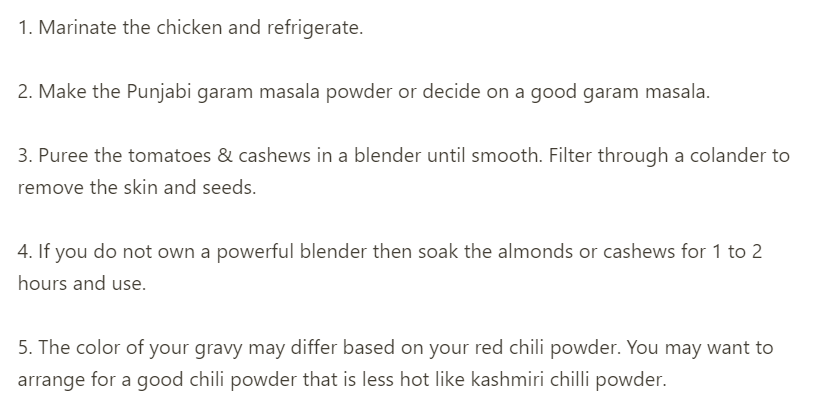 1. Marinate the chicken and refrigerate.
2. Make the Punjabi garam masala powder or decide on a good garam masala.
3. Puree the tomatoes & cashews in a blender until smooth. Filter through a colander to
remove the skin and seeds.
4. If you do not own a powerful blender then soak the almonds or cashews for 1 to 2
hours and use.
5. The color of your gravy may differ based on your red chili powder. You may want to
arrange for a good chili powder that is less hot like kashmiri chilli powder.